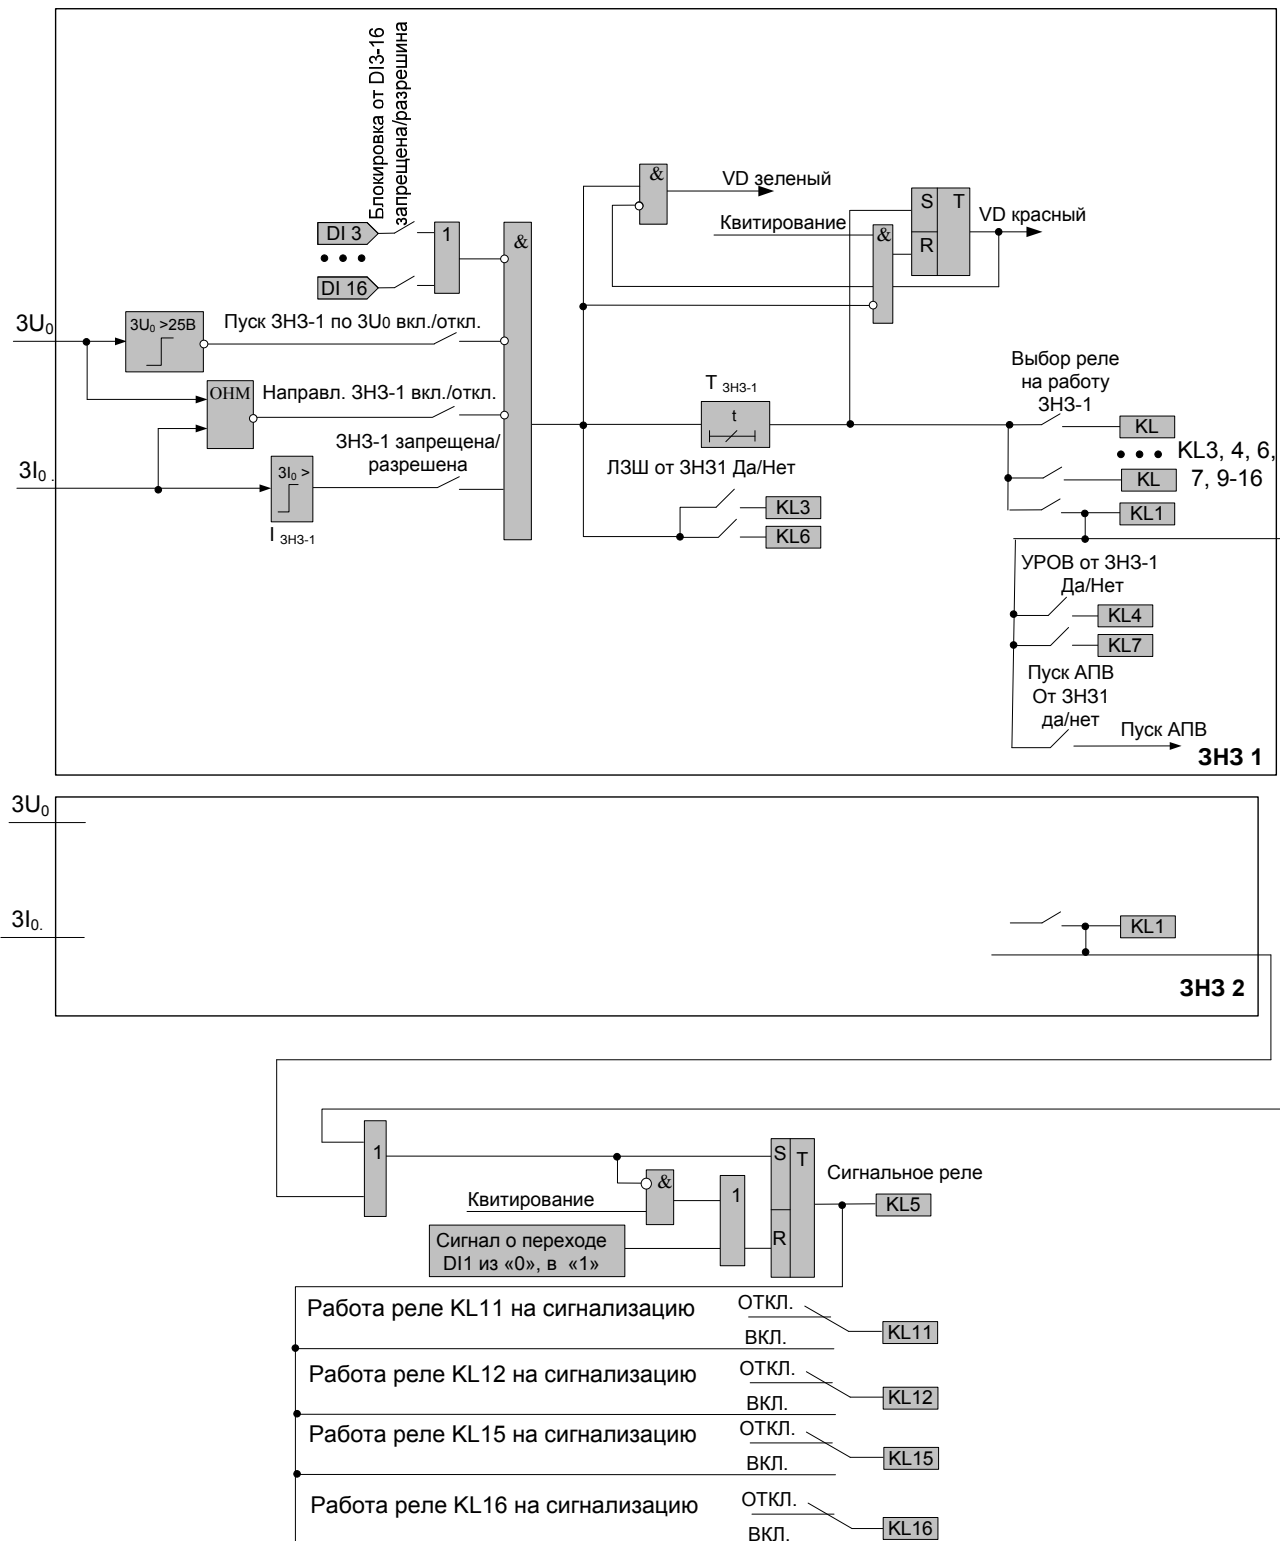 Блокировка от DI3-16
запрещена/разрешина
DI 3
1
DI 16
&
&
VD зеленый
Квитирование
&
S T
R
VD красный
3U0
3U0 >25В
Пуск ЗНЗ-1 по 3U0 вкл./откл.
ОНМ
Направл. ЗНЗ-1 вкл./откл.
ЗНЗ-1 запрещена/
разрешена
3I0 .
3I0 >
I ЗНЗ-1
T ЗНЗ-1
t
ЛЗШ от ЗНЗ1 Да/Нет
KL3
KL6
Выбор реле
на работу
ЗНЗ-1
KL
KL3, 4, 6,
KL
7, 9-16
KL1
УРОВ от ЗНЗ-1
Да/Нет
KL4
KL7
Пуск АПВ
От ЗНЗ1
да/нет
Пуск АПВ
ЗНЗ 1
3U0
3I0.
KL1
ЗНЗ 2
1
Квитирование
&
1
Сигнал о переходе
DI1 из «0», в «1»
S T
R
Сигнальное реле
KL5
Работа реле KL11 на сигнализацию
ОТКЛ.
ВКЛ.
KL11
Работа реле KL12 на сигнализацию
ОТКЛ.
ВКЛ.
KL12
Работа реле KL15 на сигнализацию
ОТКЛ.
ВКЛ.
KL15
Работа реле KL16 на сигнализацию
ОТКЛ.
ВКЛ.
KL16